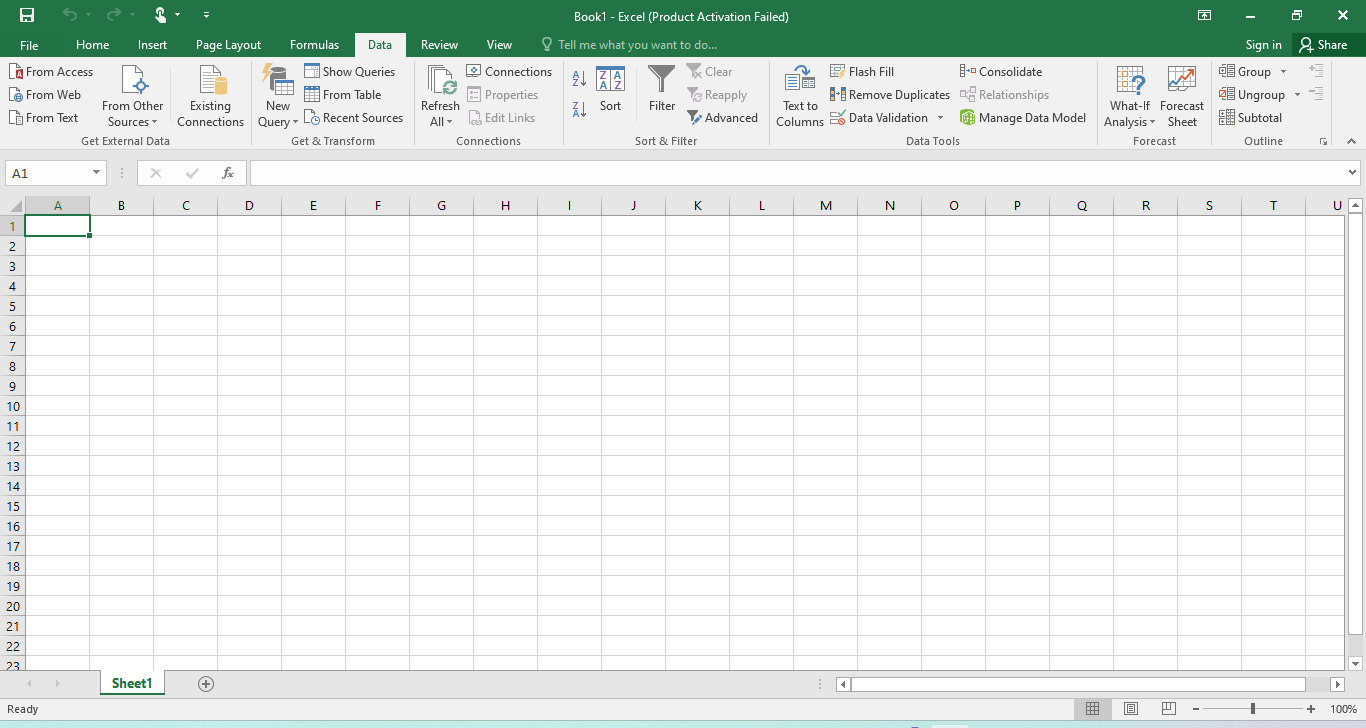 Book1 - Excel (Product Activation Failed)
File Home Insert Page Layout Formulas Data Review View Tell me what you want to do... Sign in Share
From Access
From Web
From Text
From Other Sources
Existing Connections
Get External Data
New Query
Show Queries
From Table
Recent Sources
Get & Transform
Refresh All
Connections
Properties
Edit Links
Connections
Sort
Filter
Clear
Reapply
Advanced
Sort & Filter
Text to Columns
Flash Fill
Remove Duplicates
Data Validation
Consolidate
Relationships
Manage Data Model
Data Tools
What-If Analysis
Forecast Sheet
Forecast
Group
Ungroup
Subtotal
Outline
A1 fx
A B C D E F G H I J K L M N O P Q R S T U
1
2
3
4
5
6
7
8
9
10
11
12
13
14
15
16
17
18
19
20
21
22
23
Sheet1
Ready 100%